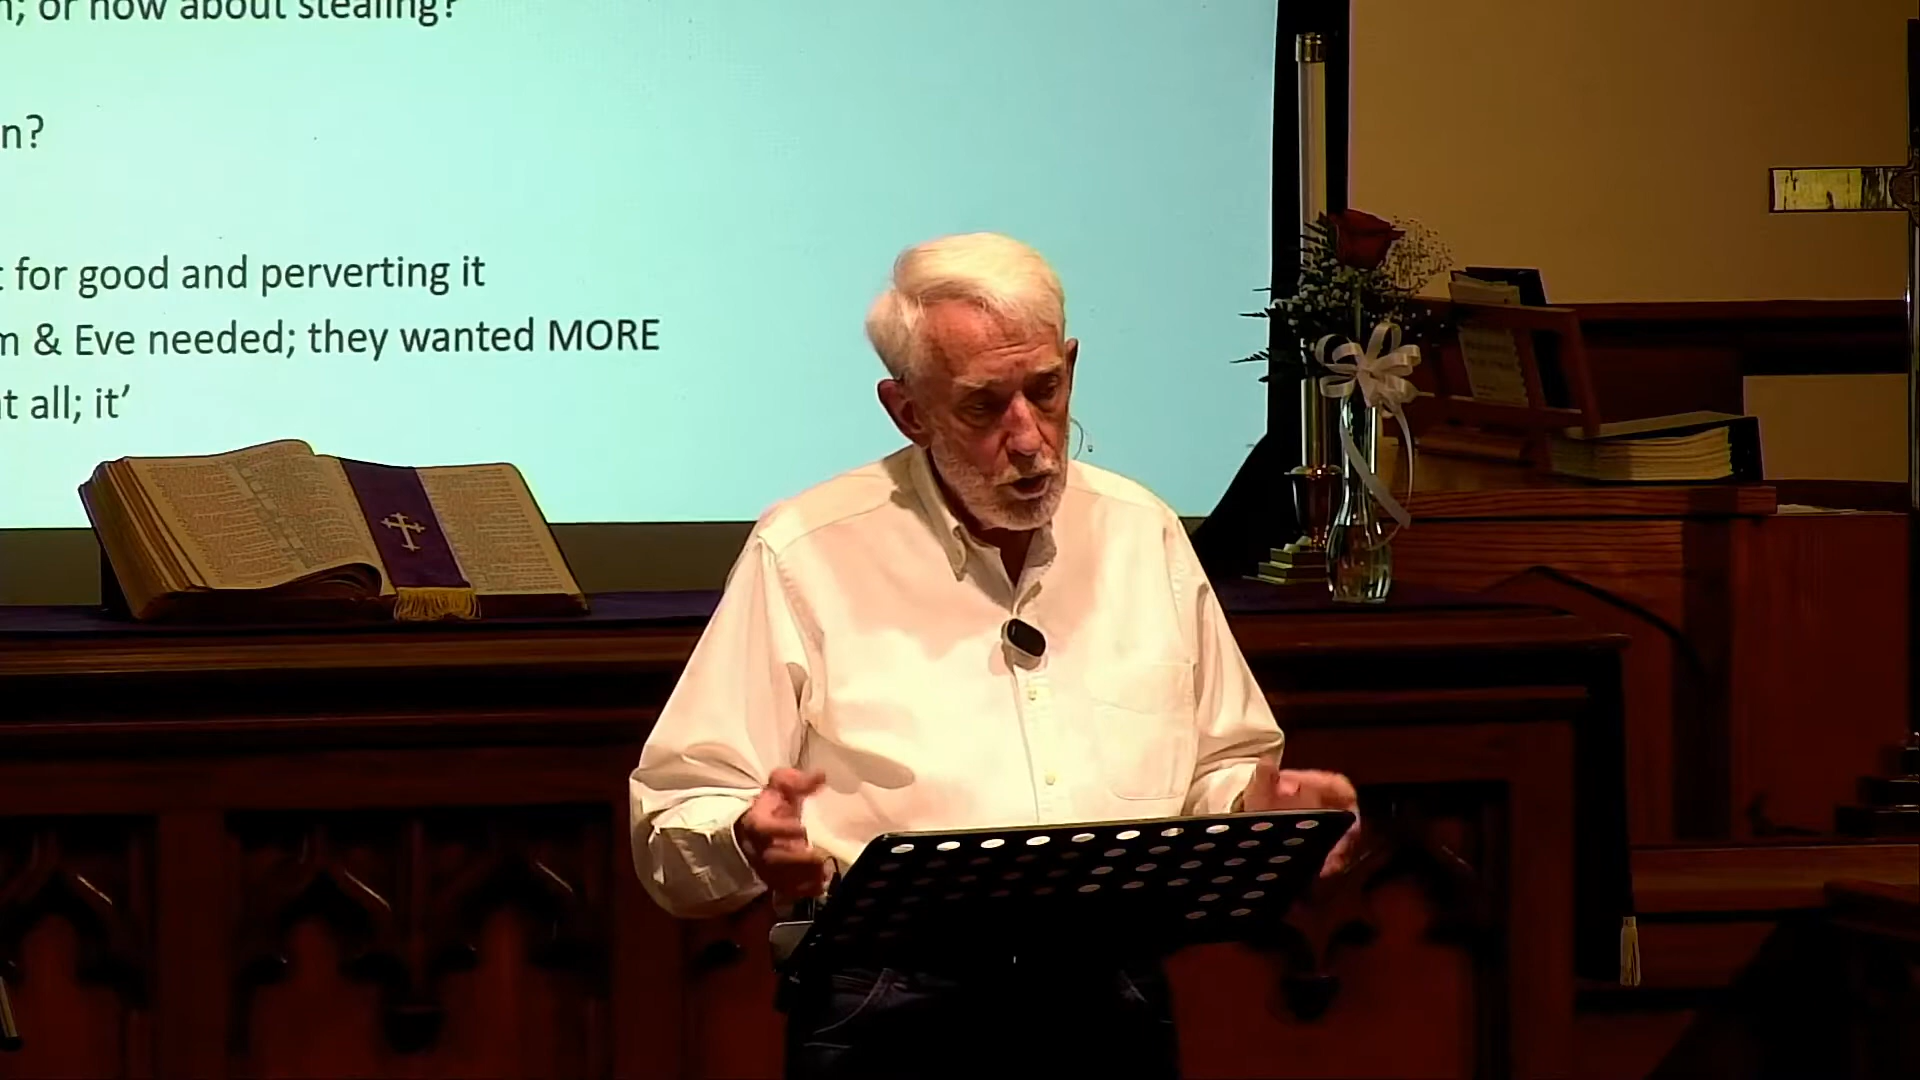 ; or how about stealing?
n?
for good and perverting it
m & Eve needed; they wanted MORE
t all; it’